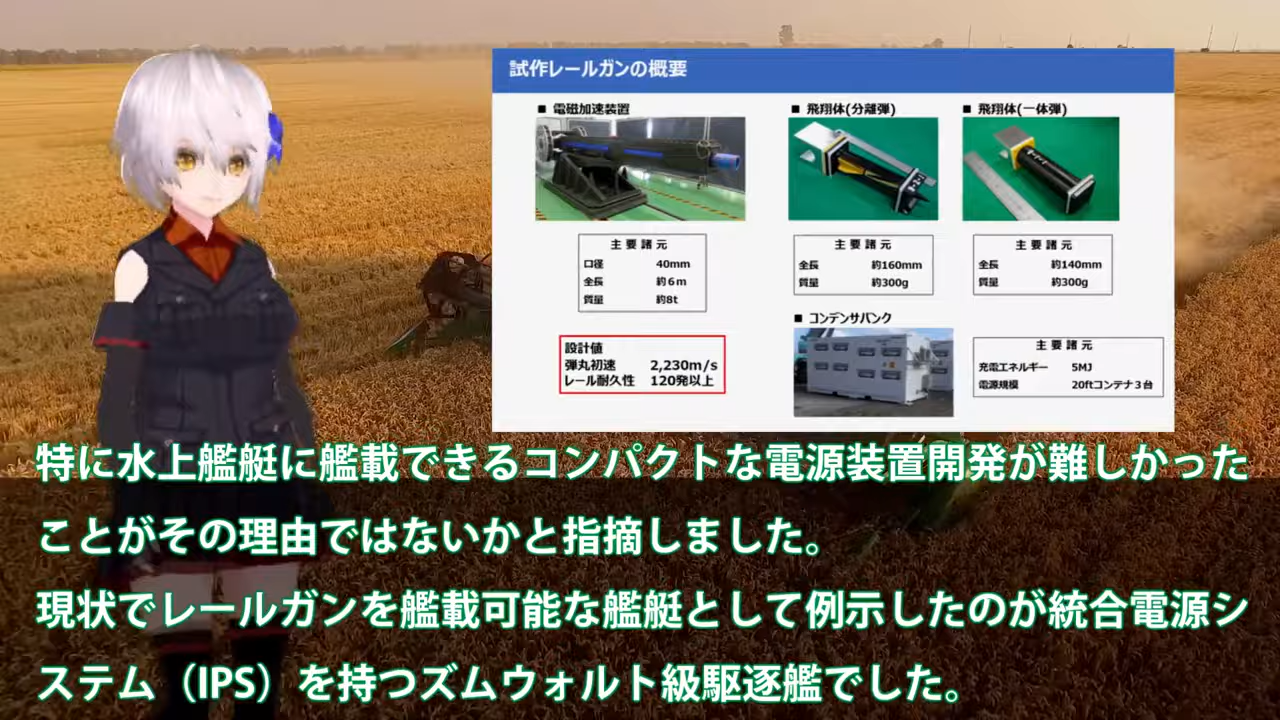 試作レールガンの概要
■ 電磁加速装置
■ 飛翔体(分離弾)
■ 飛翔体(一体弾)
主要諸元
口径 40mm
全長 約6m
質量 約8t
主要諸元
全長 約160mm
質量 約300g
主要諸元
全長 約140mm
質量 約300g
設計値
弾丸初速 2,230m/s
レール耐久性 120発以上
■ コンデンサバンク
主要諸元
充電エネルギー 5MJ
電源規模 20ftコンテナ3台
特に水上艦艇に艦載できるコンパクトな電源装置開発が難しかった
ことがその理由ではないかと指摘しました。
現状でレールガンを艦載可能な艦艇として例示したのが統合電源シ
ステム（IPS）を持つズムウォルト級駆逐艦でした。